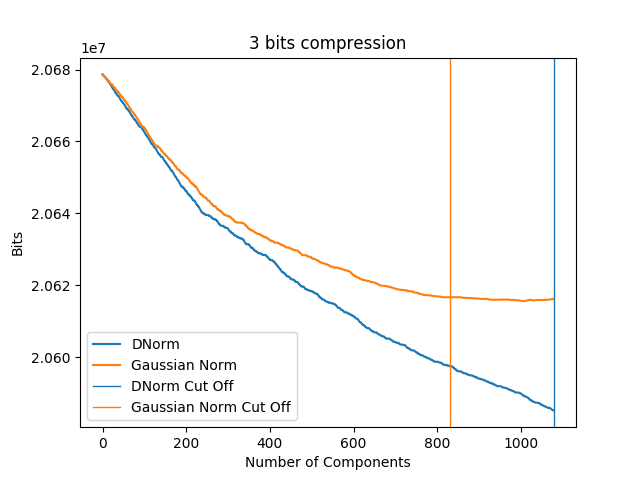 3 bits compression
1e7
2.068
2.066
2.064
2.062
2.060
Bits
DNorm
Gaussian Norm
DNorm Cut Off
Gaussian Norm Cut Off
0 200 400 600 800 1000
Number of Components